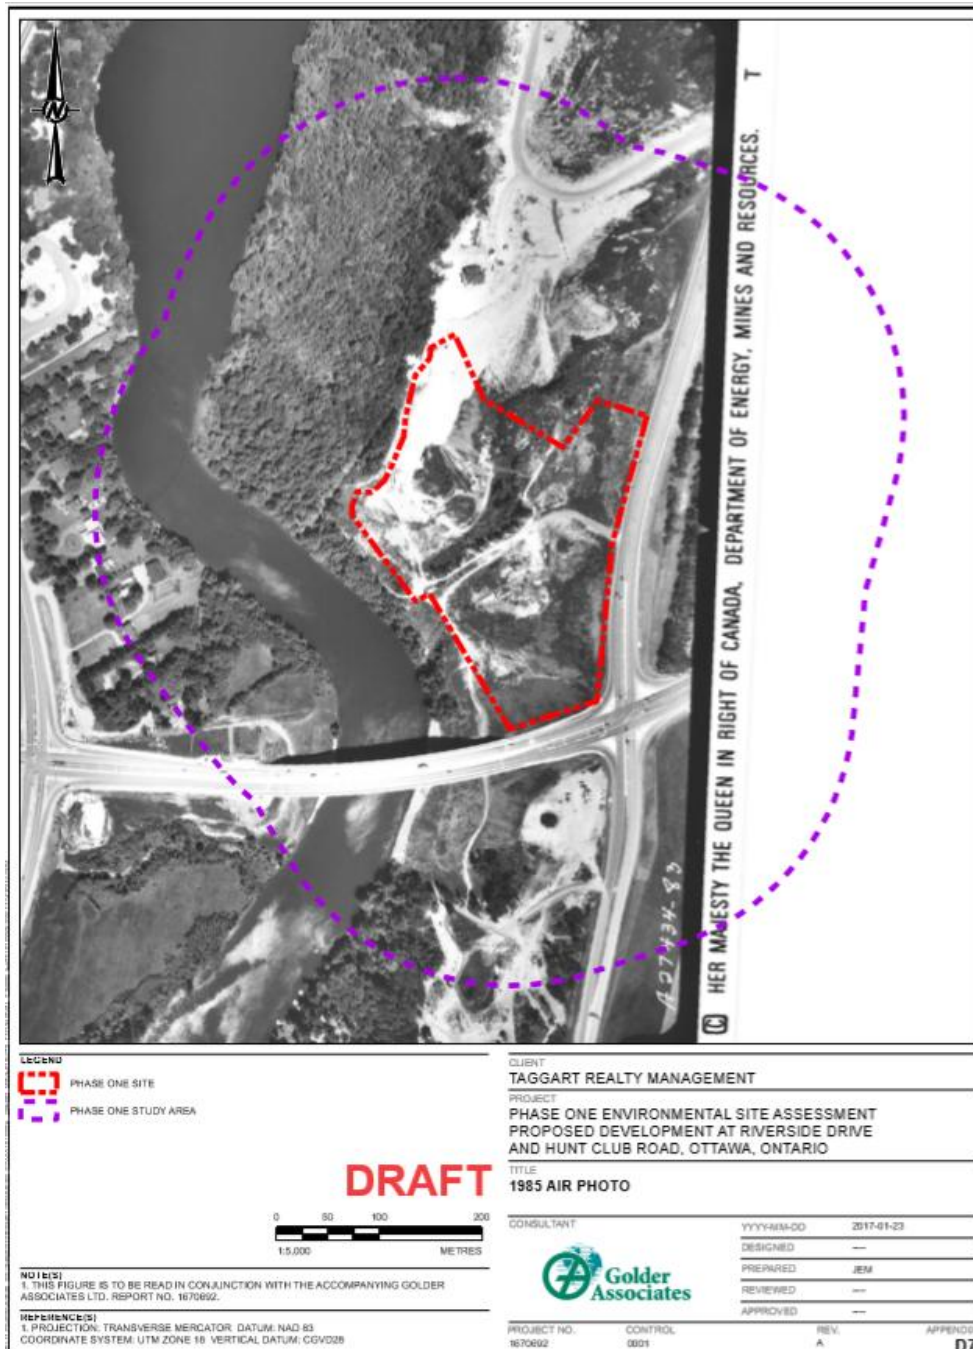 N
HER MAJESTY THE QUEEN IN RIGHT OF CANADA, DEPARTMENT OF ENERGY, MINES AND RESOURCES. T
A27434-83
LEGEND
PHASE ONE SITE
PHASE ONE STUDY AREA
DRAFT
0 50 100 200
1:5,000 METRES
NOTE(S)
1. THIS FIGURE IS TO BE READ IN CONJUNCTION WITH THE ACCOMPANYING GOLDER
ASSOCIATES LTD. REPORT NO. 1670692.
REFERENCE(S)
1. PROJECTION: TRANSVERSE MERCATOR DATUM: NAD 83
COORDINATE SYSTEM: UTM ZONE 18 VERTICAL DATUM: CGVD28
CLIENT
TAGGART REALTY MANAGEMENT
PROJECT
PHASE ONE ENVIRONMENTAL SITE ASSESSMENT
PROPOSED DEVELOPMENT AT RIVERSIDE DRIVE
AND HUNT CLUB ROAD, OTTAWA, ONTARIO
TITLE
1985 AIR PHOTO
CONSULTANT
Golder
Associates
YYYY-MM-DD 2017-01-23
DESIGNED ---
PREPARED JEM
REVIEWED ---
APPROVED ---
PROJECT NO. CONTROL REV. APPENDIX
1670692 0001 A D7